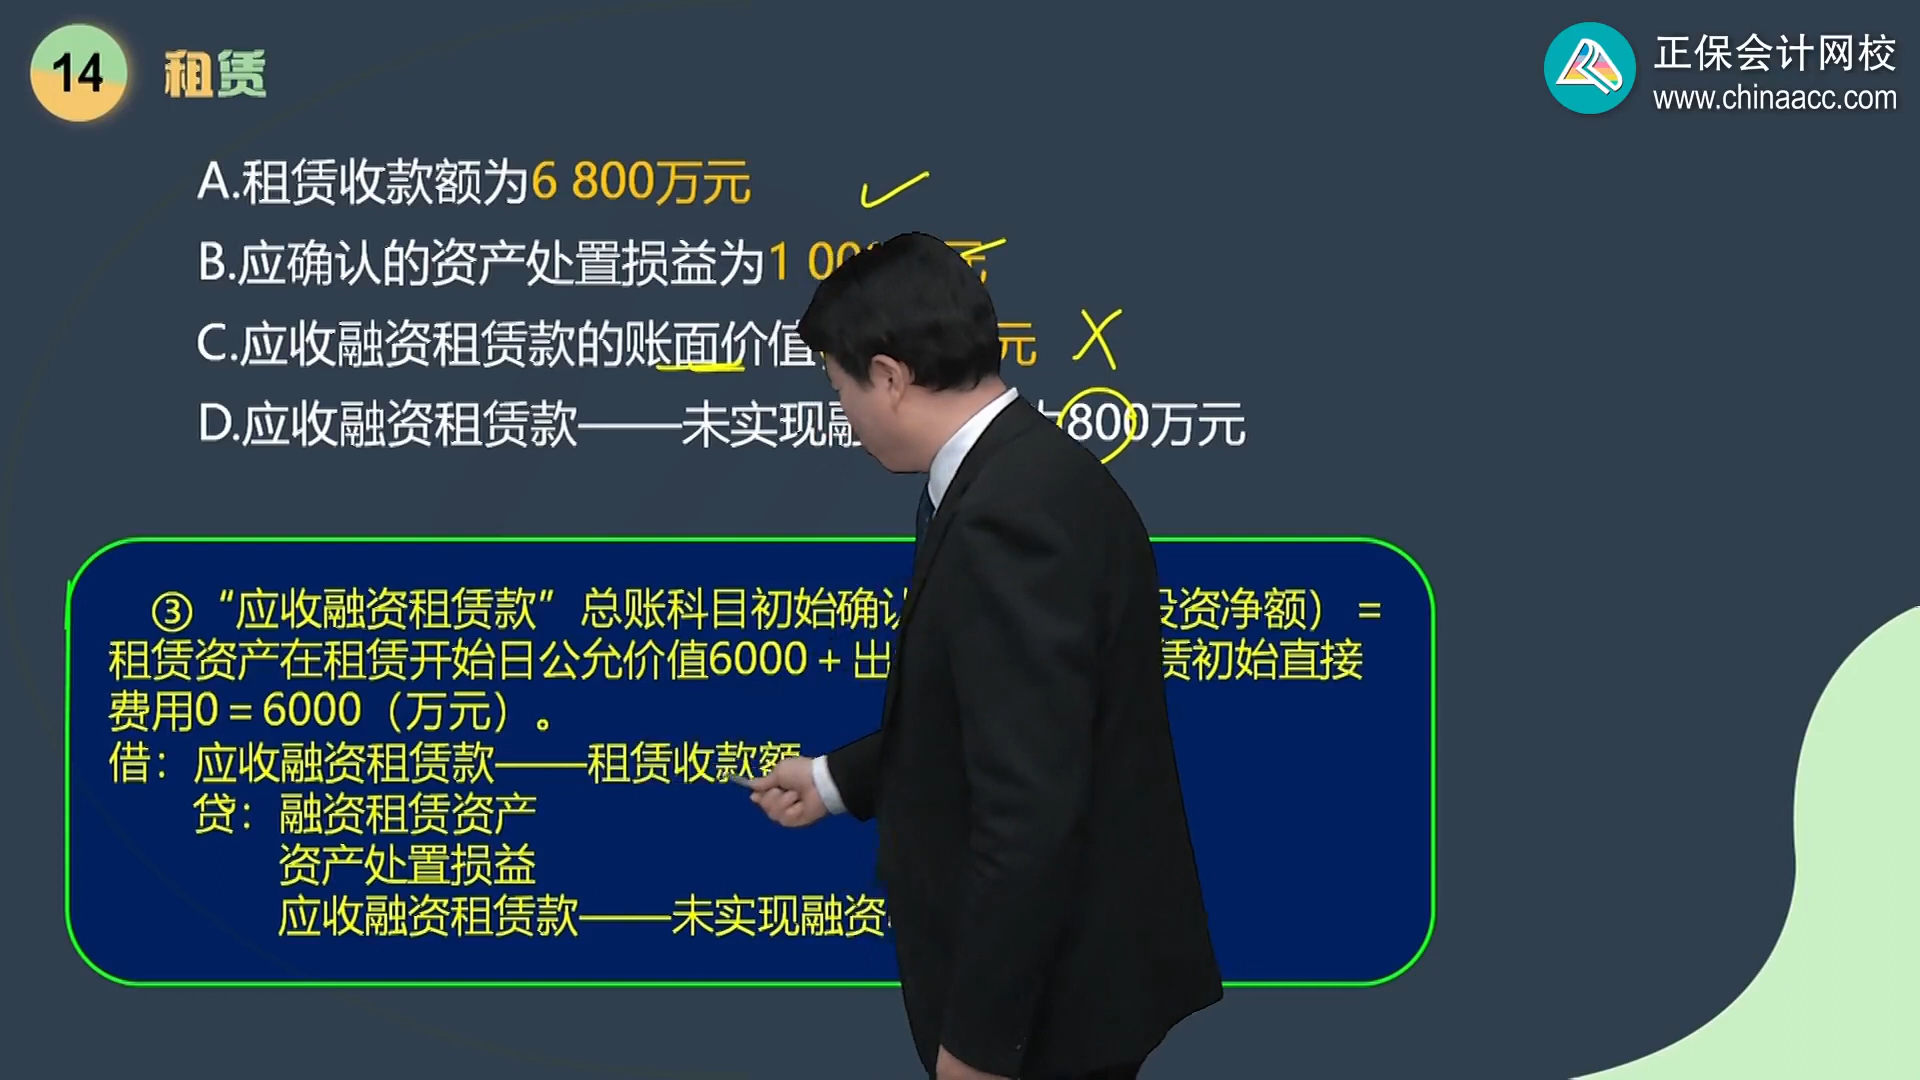 14 租赁
正保会计网校
www.chinaacc.com
A.租赁收款额为6 800万元
B.应确认的资产处置损益为1 00 元
C.应收融资租赁款的账面价值 元
D.应收融资租赁款——未实现融 800万元
③“应收融资租赁款”总账科目初始确认 资净额）=
租赁资产在租赁开始日公允价值6000+出 赁初始直接
费用0=6000（万元）。
借：应收融资租赁款——租赁收款额
贷：融资租赁资产
资产处置损益
应收融资租赁款——未实现融资